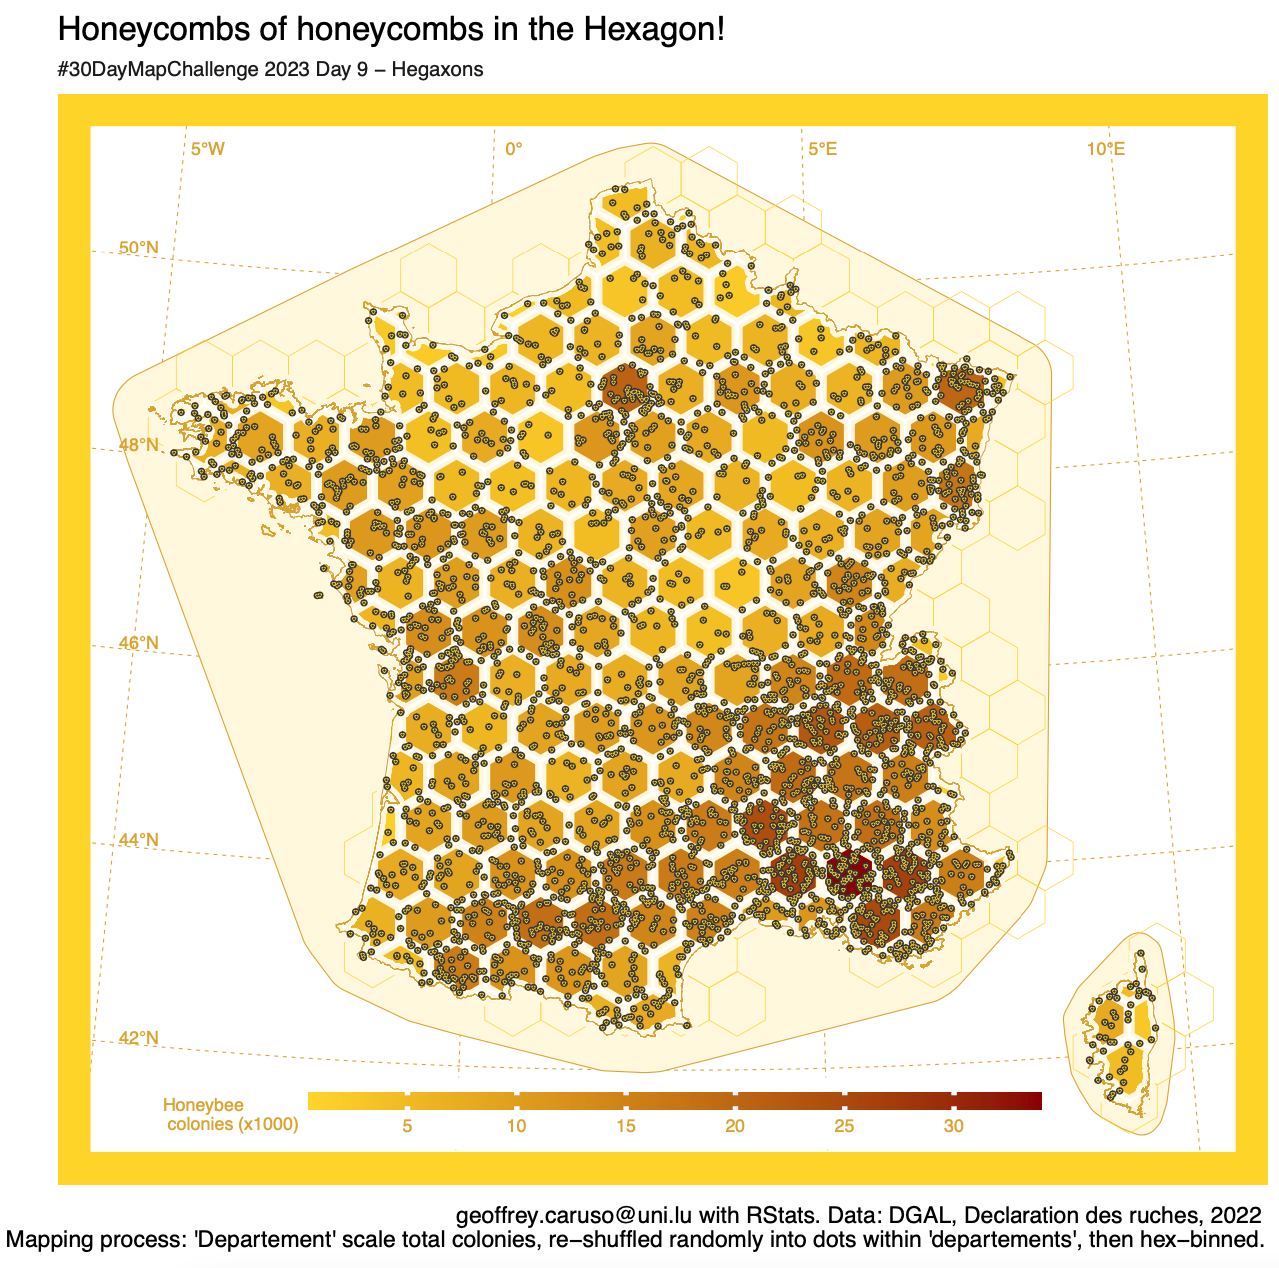 Honeycombs of honeycombs in the Hexagon!
#30DayMapChallenge 2023 Day 9 – Hegaxons
5°W 0° 5°E 10°E
50°N
48°N
46°N
44°N
42°N
Honeybee
colonies (x1000)
5 10 15 20 25 30
geoffrey.caruso@uni.lu with RStats. Data: DGAL, Declaration des ruches, 2022
Mapping process: 'Departement' scale total colonies, re–shuffled randomly into dots within 'departements', then hex–binned.